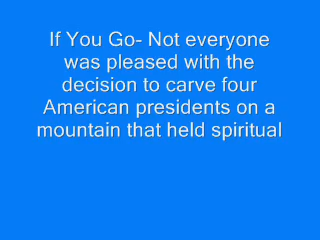 If You Go- Not everyone
was pleased with the
decision to carve four
American presidents on a
mountain that held spiritual